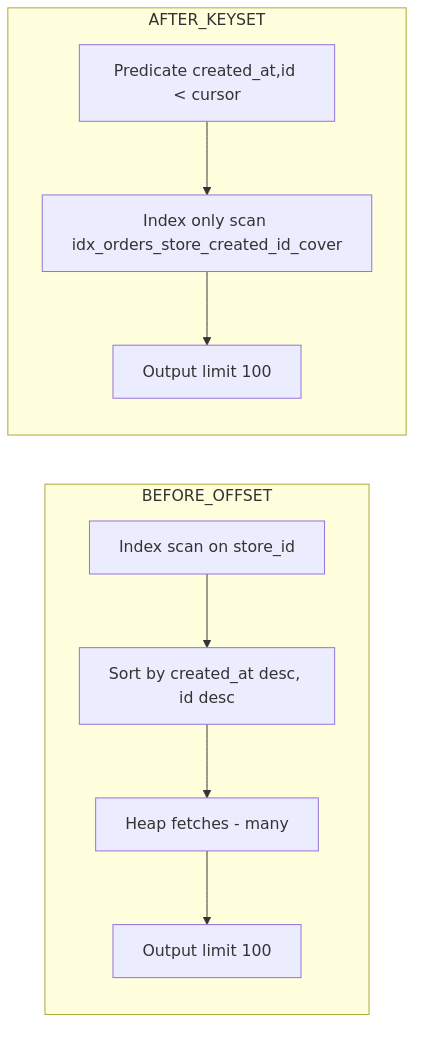 AFTER_KEYSET
Predicate created_at,id
< cursor
Index only scan
idx_orders_store_created_id_cover
Output limit 100
BEFORE_OFFSET
Index scan on store_id
Sort by created_at desc,
id desc
Heap fetches - many
Output limit 100